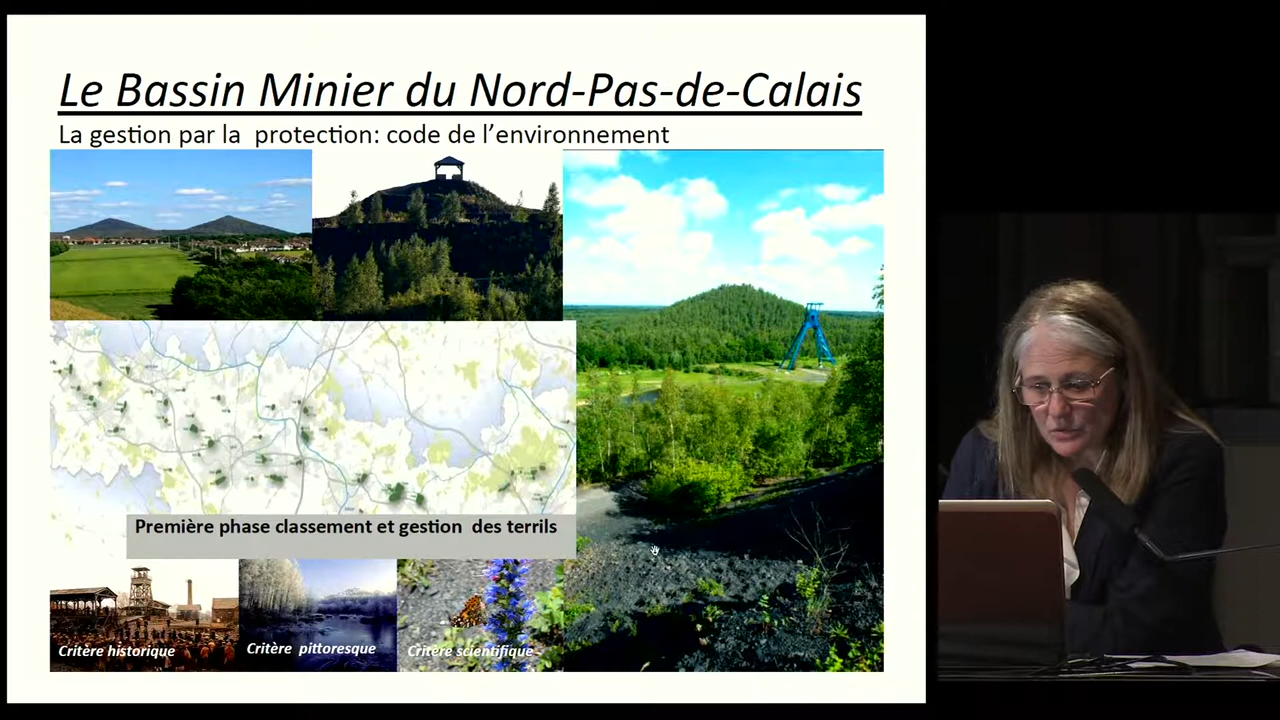 Le Bassin Minier du Nord-Pas-de-Calais
La gestion par la protection: code de l'environnement
Première phase classement et gestion des terrils
Critère historique
Critère pittoresque
Critère scientifique